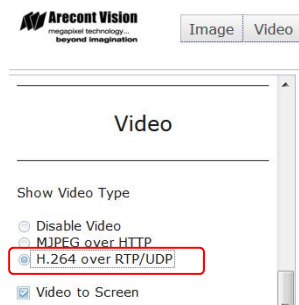 Arecont Vision
megapixel technology...
beyond imagination
Image Video
Video
Show Video Type
Disable Video
MJPEG over HTTP
H.264 over RTP/UDP
Video to Screen